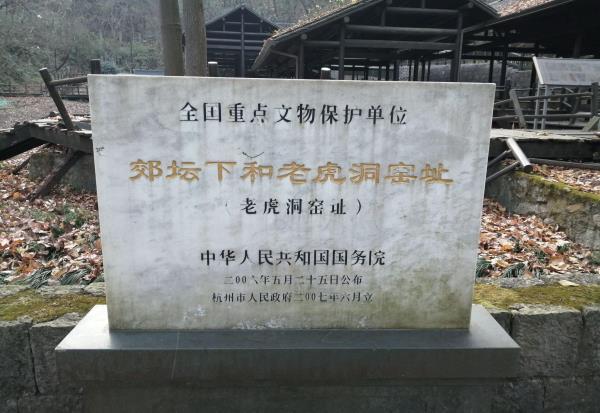 全国重点文物保护单位
郊坛下和老虎洞窑址
（老虎洞窑址）
中华人民共和国国务院
二〇〇六年五月二十五日公布
杭州市人民政府二〇〇七年六月立